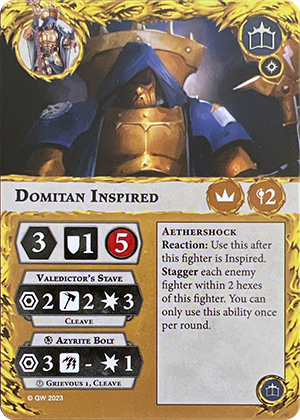 Domitan Inspired
2
3 1 5
Valedictor's Stave
2 2 3
Cleave
Azyrite Bolt
3 - 1
Grievous 1, Cleave
Aethershock
Reaction: Use this after
this fighter is Inspired.
Stagger each enemy
fighter within 2 hexes
of this fighter. You can
only use this ability once
per round.
© GW 2023